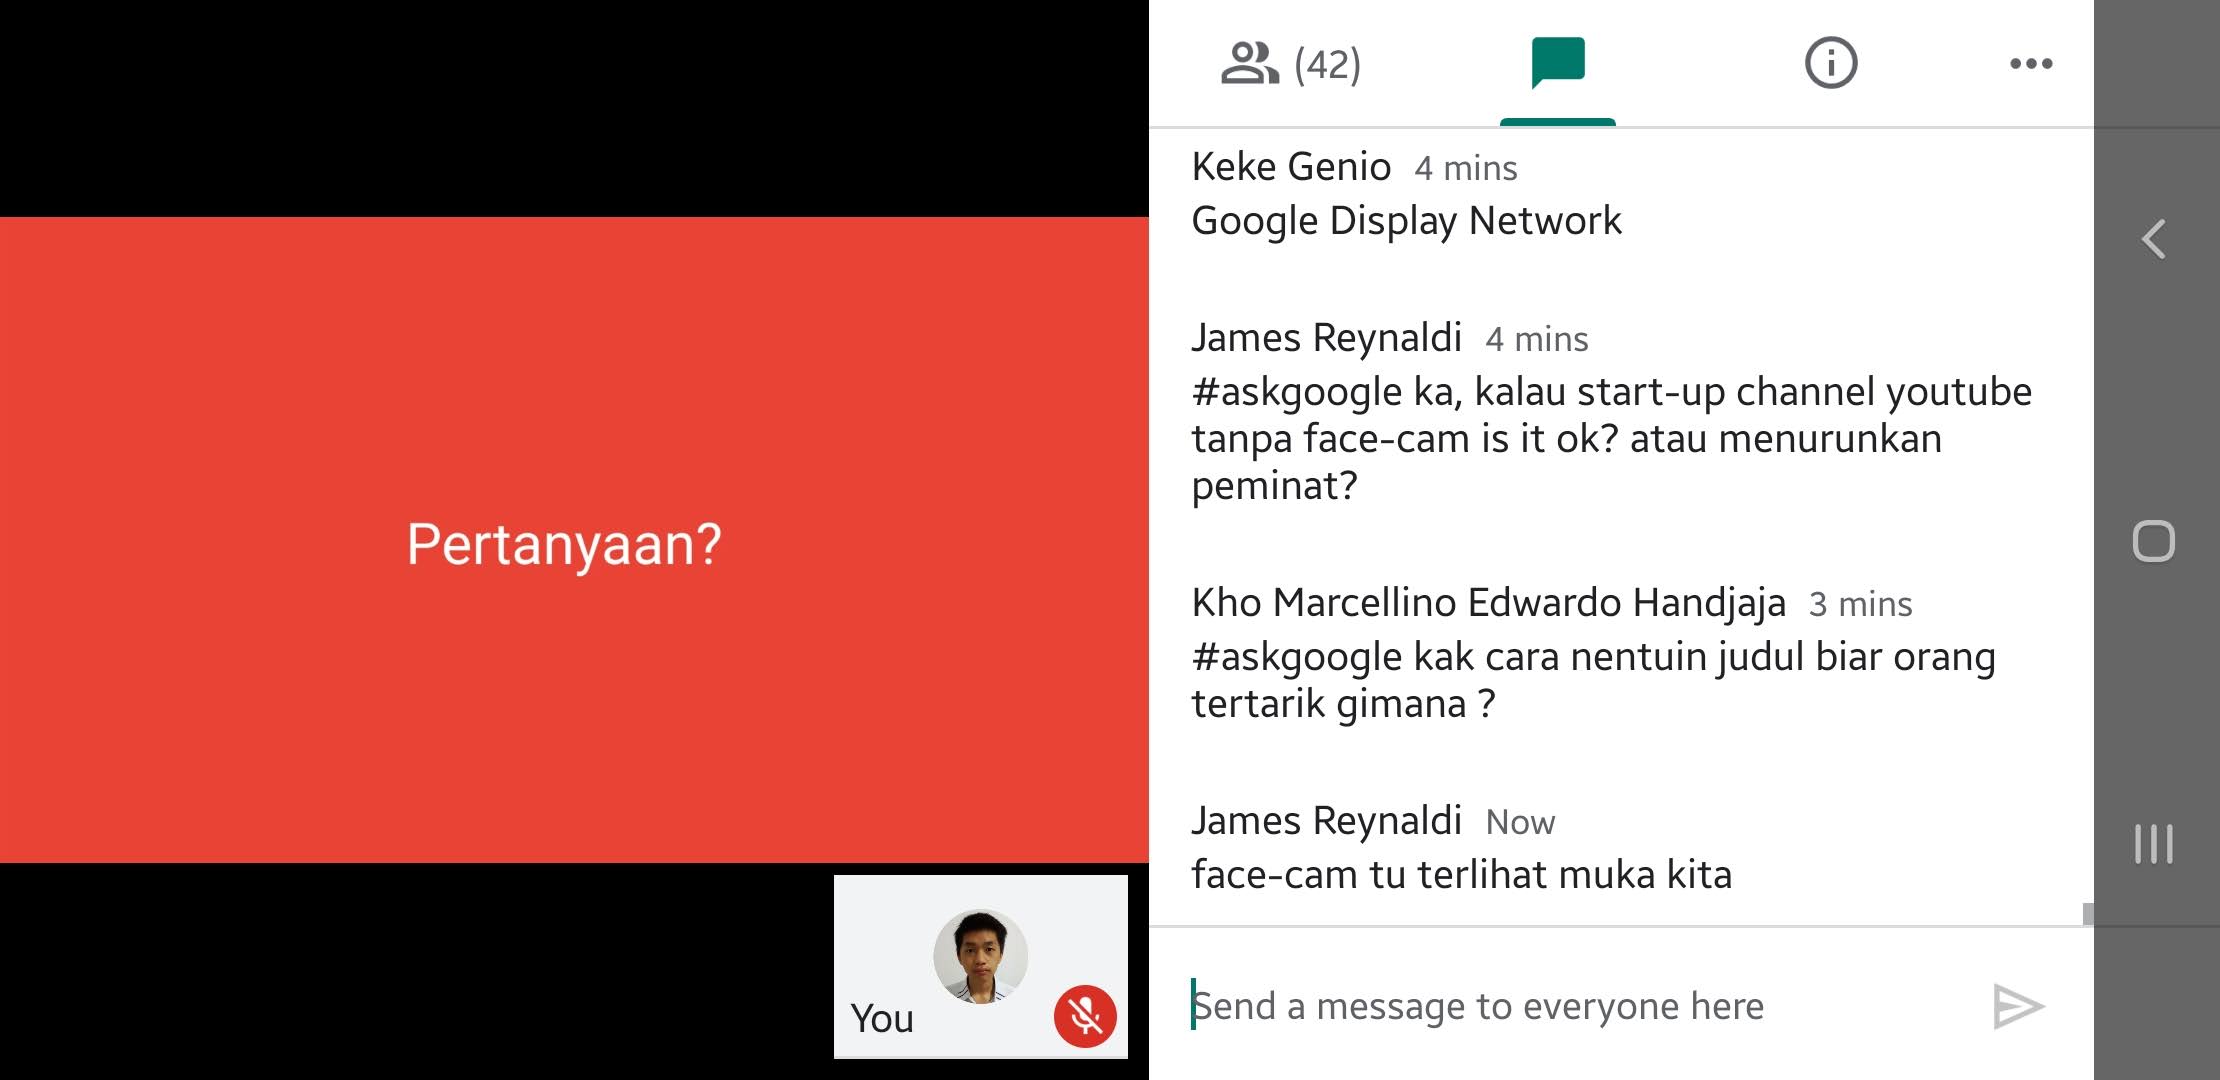 Pertanyaan?
You
(42)
Keke Genio 4 mins
Google Display Network
James Reynaldi 4 mins
#askgoogle ka, kalau start-up channel youtube
tanpa face-cam is it ok? atau menurunkan
peminat?
Kho Marcellino Edwardo Handjaja 3 mins
#askgoogle kak cara nentuin judul biar orang
tertarik gimana ?
James Reynaldi Now
face-cam tu terlihat muka kita
Send a message to everyone here